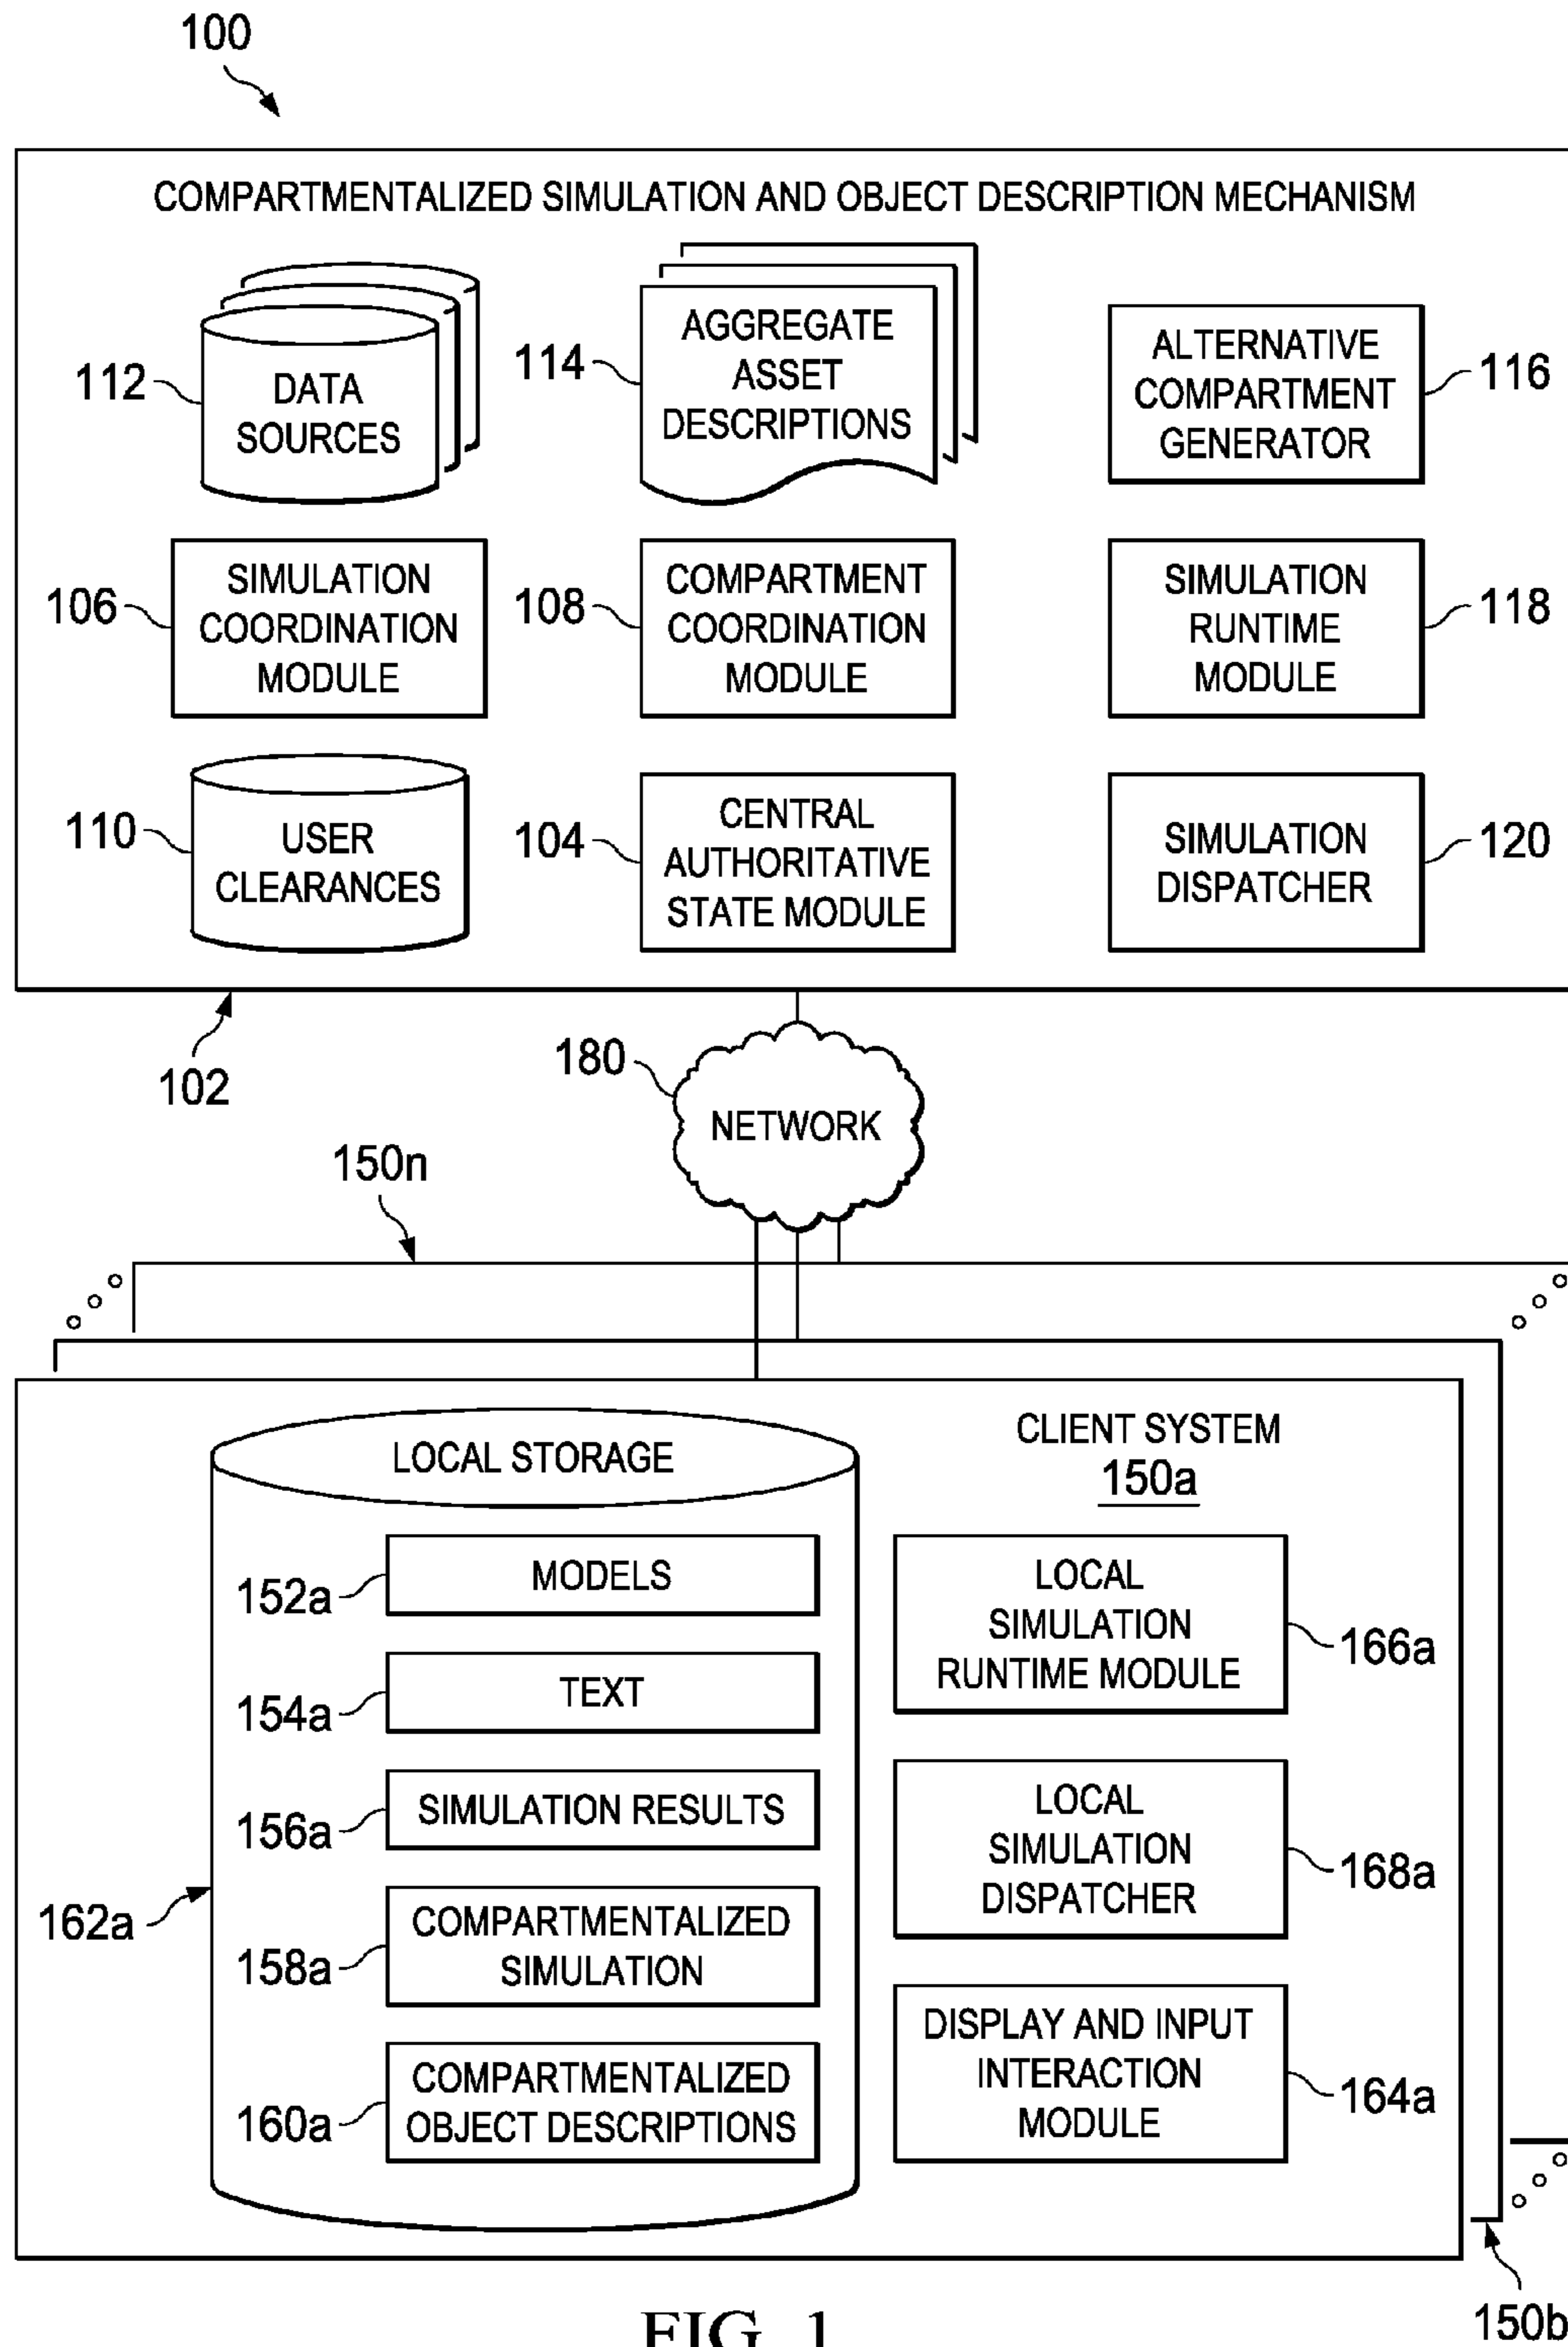 100
COMPARTMENTALIZED SIMULATION AND OBJECT DESCRIPTION MECHANISM
112
DATA
SOURCES
114
AGGREGATE
ASSET
DESCRIPTIONS
ALTERNATIVE
COMPARTMENT
GENERATOR
116
106
SIMULATION
COORDINATION
MODULE
108
COMPARTMENT
COORDINATION
MODULE
SIMULATION
RUNTIME
MODULE
118
110
USER
CLEARANCES
104
CENTRAL
AUTHORITATIVE
STATE MODULE
SIMULATION
DISPATCHER
120
102
180
NETWORK
150n
LOCAL STORAGE
CLIENT SYSTEM
150a
152a
MODELS
154a
TEXT
156a
SIMULATION RESULTS
162a
158a
COMPARTMENTALIZED
SIMULATION
160a
COMPARTMENTALIZED
OBJECT DESCRIPTIONS
LOCAL
SIMULATION
RUNTIME MODULE
166a
LOCAL
SIMULATION
DISPATCHER
168a
DISPLAY AND INPUT
INTERACTION
MODULE
164a
150b
FIG. 1